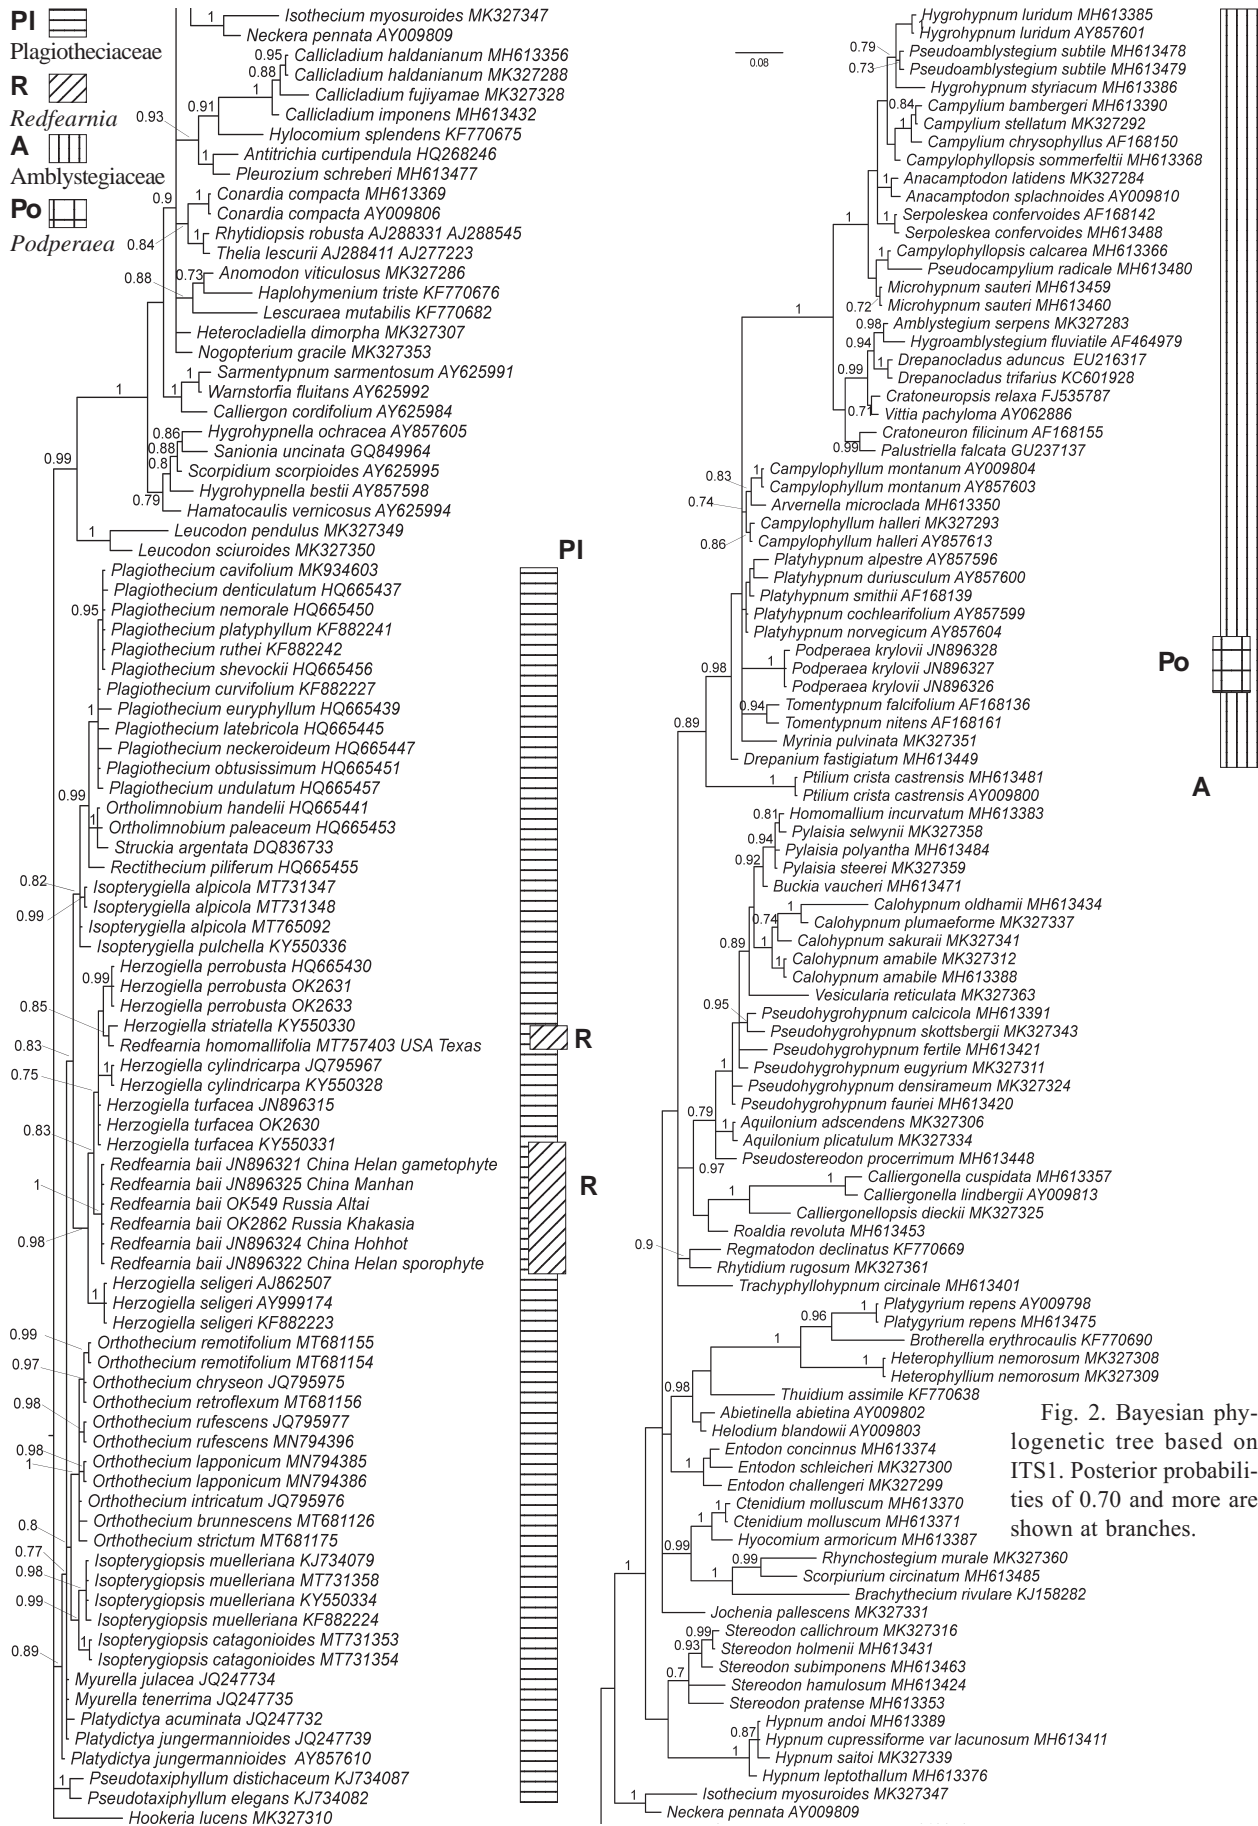 Pl
Plagiotheciaceae
R
Redfearnia
A
Amblystegiaceae
Po
Podperaea
1
Isothecium myosuroides MK327347
Neckera pennata AY009809
0.95
Callicladium haldanianum MH613356
0.88
Callicladium haldanianum MK327288
1
Callicladium fujiyamae MK327328
0.91
Callicladium imponens MH613432
0.93
Hylocomium splendens KF770675
1
Antitrichia curtipendula HQ268246
Pleurozium schreberi MH613477
0.9
1
Conardia compacta MH613369
Conardia compacta AY009806
0.84
1
Rhytidiopsis robusta AJ288331 AJ288545
Thelia lescurii AJ288411 AJ277223
0.88
0.73
Anomodon viticulosus MK327286
Haplohymenium triste KF770676
Lescuraea mutabilis KF770682
Heterocladiella dimorpha MK327307
Nogopterium gracile MK327353
1
Sarmentypnum sarmentosum AY625991
1
1
Warnstorfia fluitans AY625992
Calliergon cordifolium AY625984
0.86
Hygrohypnella ochracea AY857605
0.88
Sanionia uncinata GQ849964
0.99
0.8
Scorpidium scorpioides AY625995
0.79
Hygrohypnella bestii AY857598
Hamatocaulis vernicosus AY625994
1
Leucodon pendulus MK327349
Leucodon sciuroides MK327350
Pl
Plagiothecium cavifolium MK934603
Plagiothecium denticulatum HQ665437
0.95
Plagiothecium nemorale HQ665450
Plagiothecium platyphyllum KF882241
Plagiothecium ruthei KF882242
Plagiothecium shevockii HQ665456
Plagiothecium curvifolium KF882227
1
Plagiothecium euryphyllum HQ665439
Plagiothecium latebricola HQ665445
Plagiothecium neckeroideum HQ665447
Plagiothecium obtusissimum HQ665451
Plagiothecium undulatum HQ665457
0.99
Ortholimnobium handelii HQ665441
1
Ortholimnobium paleaceum HQ665453
Struckia argentata DQ836733
Rectithecium piliferum HQ665455
0.82
Isopterygiella alpicola MT731347
0.99
Isopterygiella alpicola MT731348
Isopterygiella alpicola MT765092
Isopterygiella pulchella KY550336
0.99
Herzogiella perrobusta HQ665430
Herzogiella perrobusta OK2631
0.85
Herzogiella perrobusta OK2633
Herzogiella striatella KY550330
0.83
Redfearnia homomallifolia MT757403 USA Texas
R
1
Herzogiella cylindricarpa JQ795967
0.75
Herzogiella cylindricarpa KY550328
Herzogiella turfacea JN896315
Herzogiella turfacea OK2630
0.83
Herzogiella turfacea KY550331
Redfearnia baii JN896321 China Helan gametophyte
1
Redfearnia baii JN896325 China Manhan
R
Redfearnia baii OK549 Russia Altai
Redfearnia baii OK2862 Russia Khakasia
0.98
Redfearnia baii JN896324 China Hohhot
Redfearnia baii JN896322 China Helan sporophyte
1
Herzogiella seligeri AJ862507
Herzogiella seligeri AY999174
Herzogiella seligeri KF882223
0.99
Orthothecium remotifolium MT681155
0.97
Orthothecium remotifolium MT681154
Orthothecium chryseon JQ795975
0.98
Orthothecium retroflexum MT681156
Orthothecium rufescens JQ795977
0.98
Orthothecium rufescens MN794396
1
Orthothecium lapponicum MN794385
Orthothecium lapponicum MN794386
Orthothecium intricatum JQ795976
0.8
Orthothecium brunnescens MT681126
Orthothecium strictum MT681175
0.77
Isopterygiopsis muelleriana KJ734079
0.98
Isopterygiopsis muelleriana MT731358
0.99
Isopterygiopsis muelleriana KY550334
Isopterygiopsis muelleriana KF882224
0.89
1
Isopterygiopsis catagonioides MT731353
Isopterygiopsis catagonioides MT731354
Myurella julacea JQ247734
Myurella tenerrima JQ247735
Platydictya acuminata JQ247732
Platydictya jungermannioides JQ247739
Platydictya jungermannioides AY857610
1
Pseudotaxiphyllum distichaceum KJ734087
Pseudotaxiphyllum elegans KJ734082
Hookeria lucens MK327310
0.08
Hygrohypnum luridum MH613385
1
Hygrohypnum luridum AY857601
0.79
Pseudoamblystegium subtile MH613478
0.73
Pseudoamblystegium subtile MH613479
Hygrohypnum styriacum MH613386
0.84
Campylium bambergeri MH613390
1
Campylium stellatum MK327292
Campylium chrysophyllus AF168150
Campylophyllopsis sommerfeltii MH613368
1
Anacamptodon latidens MK327284
Anacamptodon splachnoides AY009810
1
1
Serpoleskea confervoides AF168142
Serpoleskea confervoides MH613488
1
Campylophyllopsis calcarea MH613366
Pseudocampylium radicale MH613480
Microhypnum sauteri MH613459
0.72
Microhypnum sauteri MH613460
1
0.98
Amblystegium serpens MK327283
0.94
Hygroamblystegium fluviatile AF464979
0.99
1
Drepanocladus aduncus EU216317
Drepanocladus trifarius KC601928
Cratoneuropsis relaxa FJ535787
0.71
Vittia pachyloma AY062886
Cratoneuron filicinum AF168155
0.99
Palustriella falcata GU237137
0.83
1
Campylophyllum montanum AY009804
Campylophyllum montanum AY857603
0.74
Arvernella microclada MH613350
Campylophyllum halleri MK327293
0.86
Campylophyllum halleri AY857613
Platyhypnum alpestre AY857596
Platyhypnum duriusculum AY857600
Platyhypnum smithii AF168139
Platyhypnum cochlearifolium AY857599
Platyhypnum norvegicum AY857604
Podperaea krylovii JN896328
0.98
1
Podperaea krylovii JN896327
Po
Podperaea krylovii JN896326
0.94
Tomentypnum falcifolium AF168136
0.89
Tomentypnum nitens AF168161
Myrinia pulvinata MK327351
Drepanium fastigiatum MH613449
1
Ptilium crista castrensis MH613481
A
Ptilium crista castrensis AY009800
0.81
Homomallium incurvatum MH613383
Pylaisia selwynii MK327358
0.94
Pylaisia polyantha MH613484
0.92
Pylaisia steerei MK327359
Buckia vaucheri MH613471
1
Calohypnum oldhamii MH613434
0.74
Calohypnum plumaeforme MK327337
0.89
1
Calohypnum sakuraii MK327341
1
Calohypnum amabile MK327312
Calohypnum amabile MH613388
Vesicularia reticulata MK327363
0.95
Pseudohygrohypnum calcicola MH613391
Pseudohygrohypnum skottsbergii MK327343
Pseudohygrohypnum fertile MH613421
1
Pseudohygrohypnum eugyrium MK327311
Pseudohygrohypnum densirameum MK327324
Pseudohygrohypnum fauriei MH613420
0.79
1
Aquilonium adscendens MK327306
Aquilonium plicatulum MK327334
Pseudostereodon procerrimum MH613448
0.97
1
Calliergonella cuspidata MH613357
1
Calliergonella lindbergii AY009813
Calliergonellopsis dieckii MK327325
Roaldia revoluta MH613453
0.9
Regmatodon declinatus KF770669
Rhytidium rugosum MK327361
Trachyphyllohypnum circinale MH613401
1
Platygyrium repens AY009798
0.96
Platygyrium repens MH613475
1
Brotherella erythrocaulis KF770690
1
Heterophyllium nemorosum MK327308
Heterophyllium nemorosum MK327309
0.98
Thuidium assimile KF770638
Abietinella abietina AY009802
Helodium blandowii AY009803
Entodon concinnus MH613374
1
Entodon schleicheri MK327300
Entodon challengeri MK327299
1
Ctenidium molluscum MH613370
Ctenidium molluscum MH613371
0.99
Hyocomium armoricum MH613387
0.99
Rhynchostegium murale MK327360
1
1
Scorpiurium circinatum MH613485
Brachythecium rivulare KJ158282
Jochenia pallescens MK327331
0.99
Stereodon callichroum MK327316
0.93
Stereodon holmenii MH613431
0.7
Stereodon subimponens MH613463
Stereodon hamulosum MH613424
Stereodon pratense MH613353
Hypnum andoi MH613389
0.87
Hypnum cupressiforme var lacunosum MH613411
1
Hypnum saitoi MK327339
Hypnum leptothallum MH613376
1
Isothecium myosuroides MK327347
Neckera pennata AY009809
Fig. 2. Bayesian phy-
logenetic tree based on
ITS1. Posterior probabili-
ties of 0.70 and more are
shown at branches.